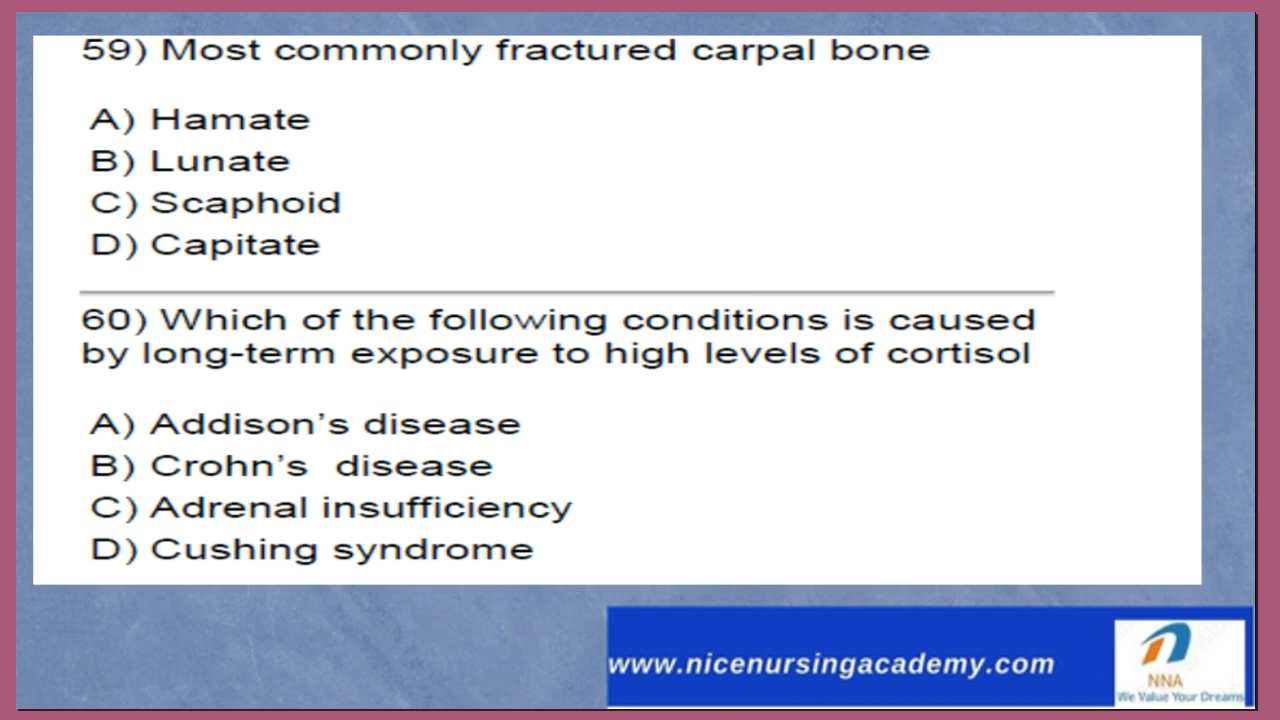 59) Most commonly fractured carpal bone
A) Hamate
B) Lunate
C) Scaphoid
D) Capitate
60) Which of the following conditions is caused
by long-term exposure to high levels of cortisol
A) Addison's disease
B) Crohn's  disease
C) Adrenal insufficiency
D) Cushing syndrome
www.nicenursingacademy.com
NNA
We Value Your Dreams